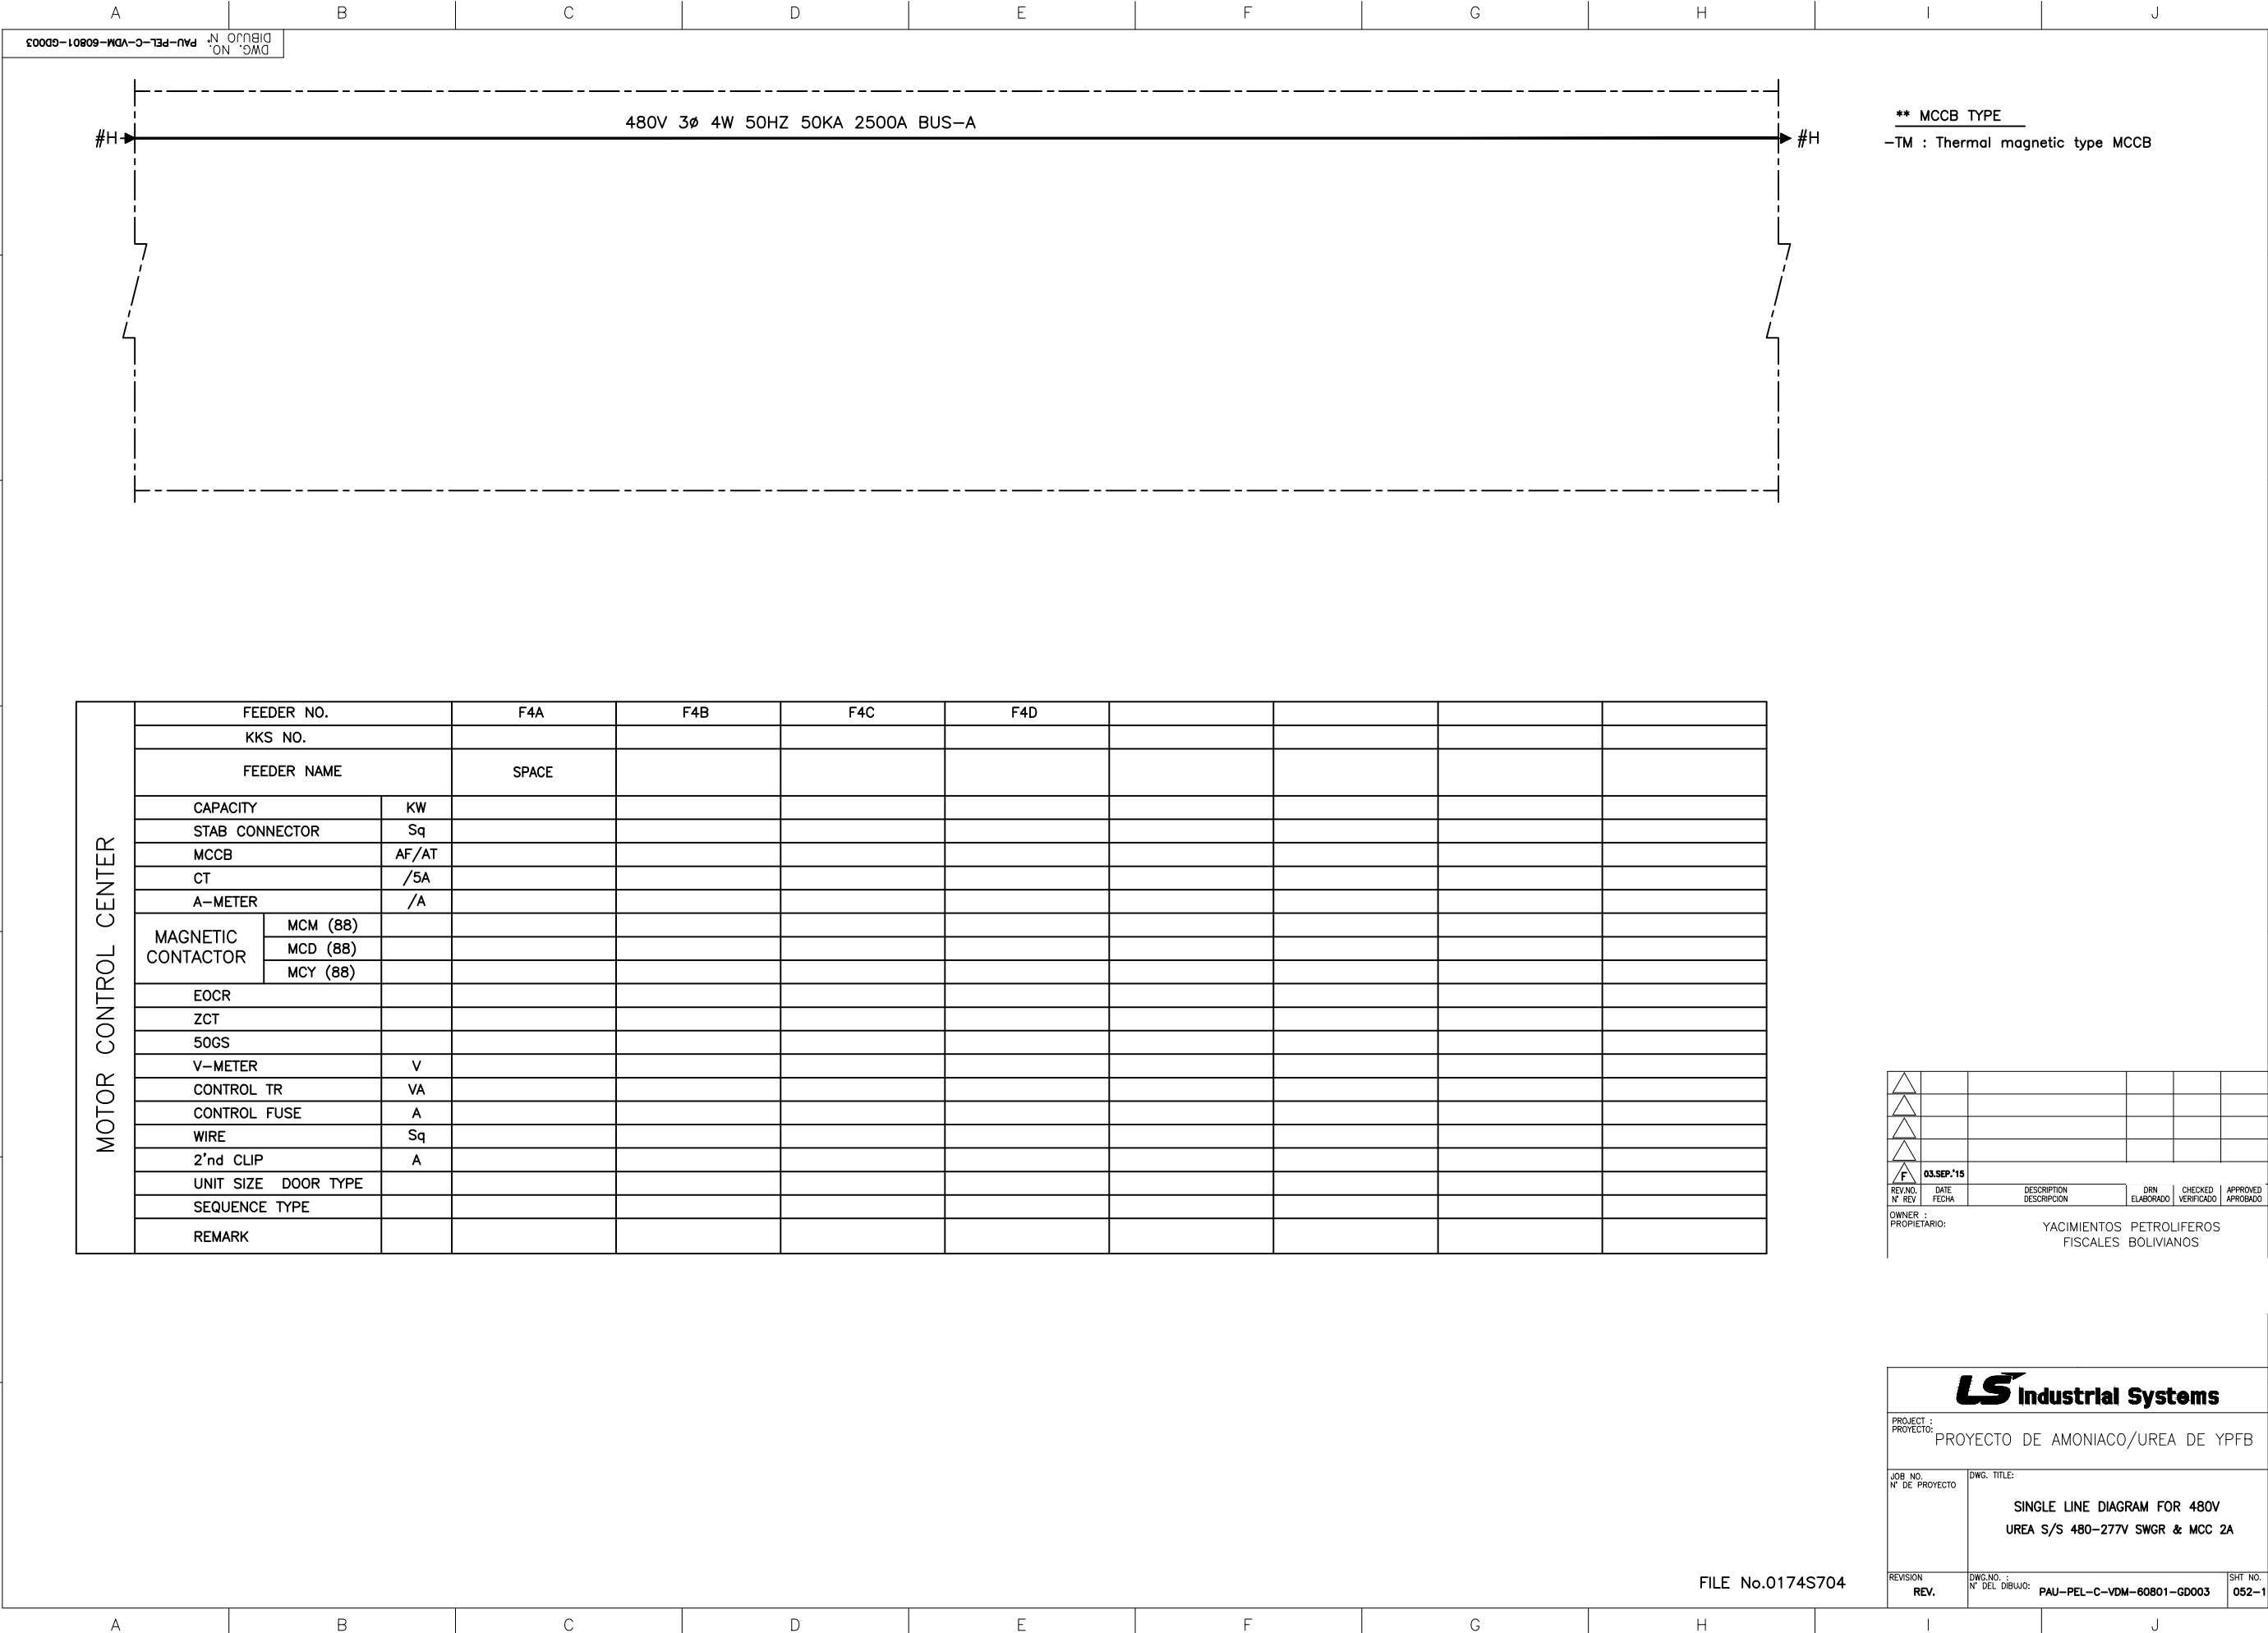 A B C D E F G H I J
DWG. NO. PAU-PEL-C-VDM-60801-GD003
DIBUJO N°
480V 3ø 4W 50HZ 50KA 2500A BUS-A
#H
#H
** MCCB TYPE
-TM : Thermal magnetic type MCCB
MOTOR CONTROL CENTER
FEEDER NO. F4A F4B F4C F4D
KKS NO.
FEEDER NAME SPACE
CAPACITY KW
STAB CONNECTOR Sq
MCCB AF/AT
CT /5A
A-METER /A
MAGNETIC
CONTACTOR
MCM (88)
MCD (88)
MCY (88)
EOCR
ZCT
50GS
V-METER V
CONTROL TR VA
CONTROL FUSE A
WIRE Sq
2'nd CLIP A
UNIT SIZE DOOR TYPE
SEQUENCE TYPE
REMARK
F 03.SEP.'15
REV.NO. DATE DESCRIPTION DRN CHECKED APPROVED
N° REV FECHA DESCRIPCION ELABORADO VERIFICADO APROBADO
OWNER :
PROPIETARIO:
YACIMIENTOS PETROLIFEROS
FISCALES BOLIVIANOS
LS Industrial Systems
PROJECT :
PROYECTO:
PROYECTO DE AMONIACO/UREA DE YPFB
JOB NO.
N° DE PROYECTO
DWG. TITLE:
SINGLE LINE DIAGRAM FOR 480V
UREA S/S 480-277V SWGR & MCC 2A
FILE No.0174S704
REVISION
REV.
DWG.NO. :
N° DEL DIBUJO: PAU-PEL-C-VDM-60801-GD003
SHT NO.
052-1
A B C D E F G H I J